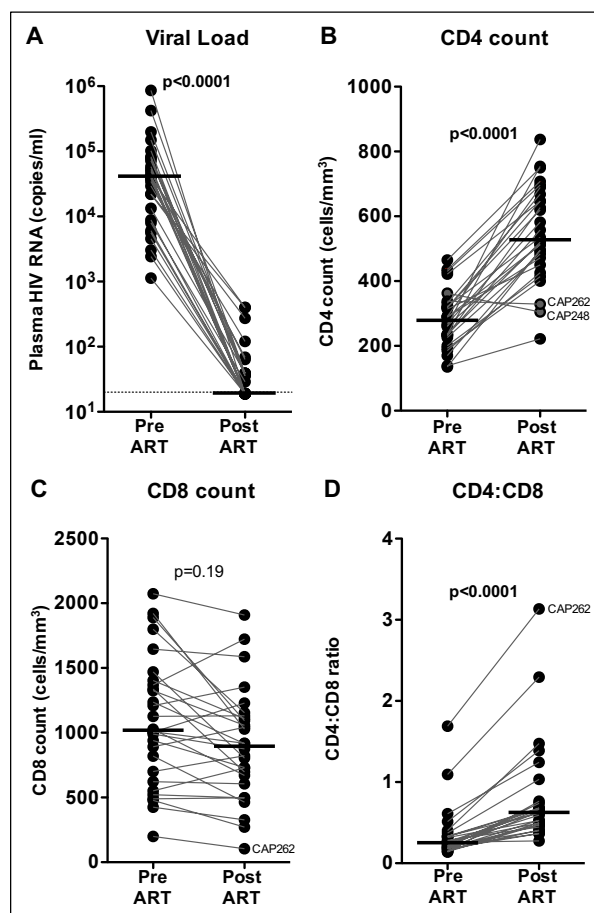 A
Viral Load
p<0.0001
Plasma HIV RNA (copies/ml)
10⁶
10⁵
10⁴
10³
10²
10¹
Pre ART
Post ART
B
CD4 count
p<0.0001
CD4 count (cells/mm³)
1000
800
600
400
200
0
CAP262
CAP248
Pre ART
Post ART
C
CD8 count
p=0.19
CD8 count (cells/mm³)
2500
2000
1500
1000
500
0
CAP262
Pre ART
Post ART
D
CD4:CD8
p<0.0001
CD4:CD8 ratio
4
3
2
1
0
CAP262
Pre ART
Post ART